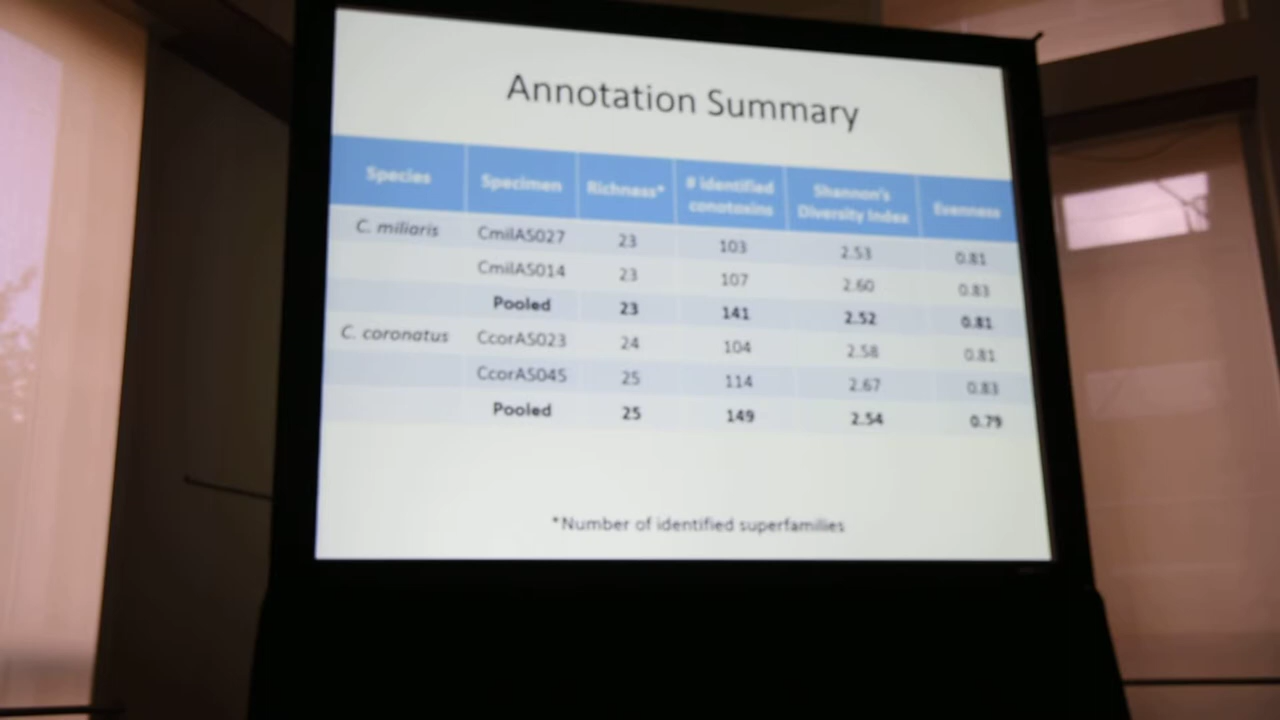 Annotation Summary
Species Specimen Richness* # identified conotoxins Shannon's Diversity Index Evenness
C. miliaris CmilAS027 23 103 2.53 0.81
CmilAS014 23 107 2.60 0.83
Pooled 23 141 2.52 0.81
C. coronatus CcorAS023 24 104 2.58 0.81
CcorAS045 25 114 2.67 0.83
Pooled 25 149 2.54 0.79
*Number of identified superfamilies